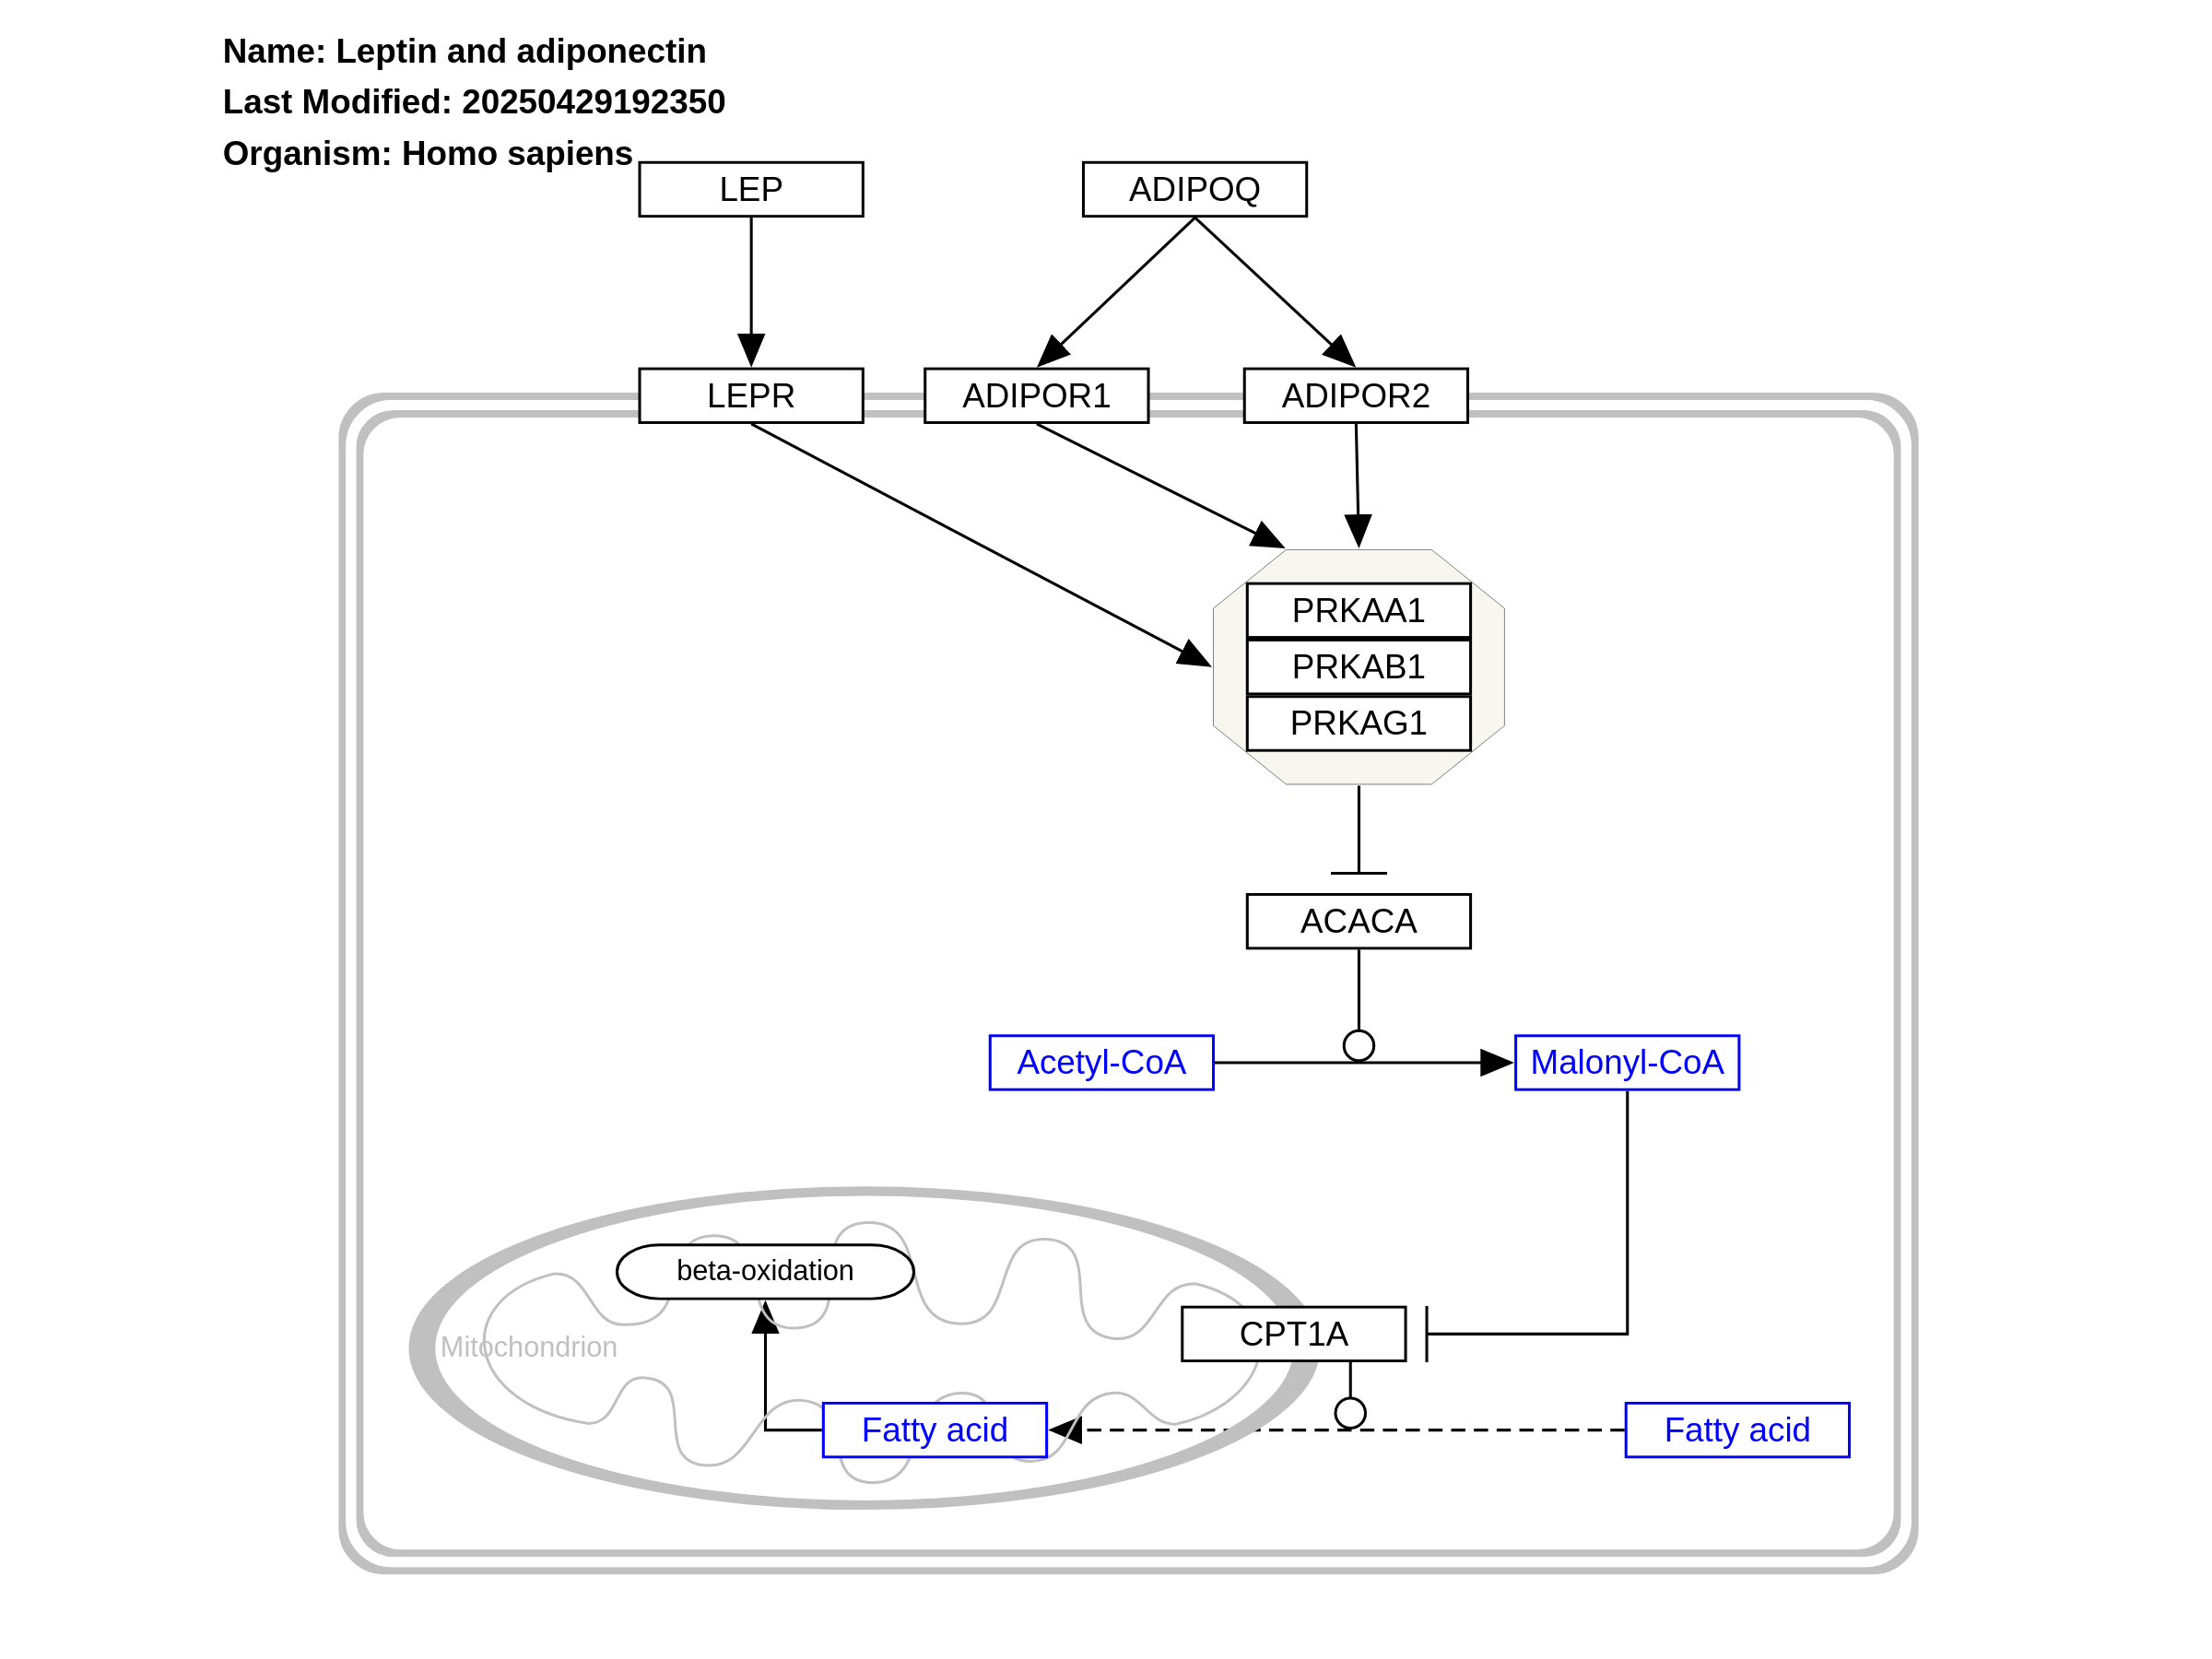 Name: Leptin and adiponectin
Last Modified: 20250429192350
Organism: Homo sapiens
LEP
ADIPOQ
LEPR
ADIPOR1
ADIPOR2
PRKAA1
PRKAB1
PRKAG1
ACACA
Acetyl-CoA
Malonyl-CoA
beta-oxidation
CPT1A
Mitochondrion
Fatty acid
Fatty acid